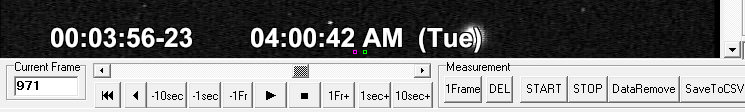 00:03:56-23 04:00:42 AM (Tue)
Current Frame Measurement
971
-10sec -1sec -1Fr 1Fr+ 1sec+ 10sec+ 1Frame DEL START STOP DataRemove SaveToCSV